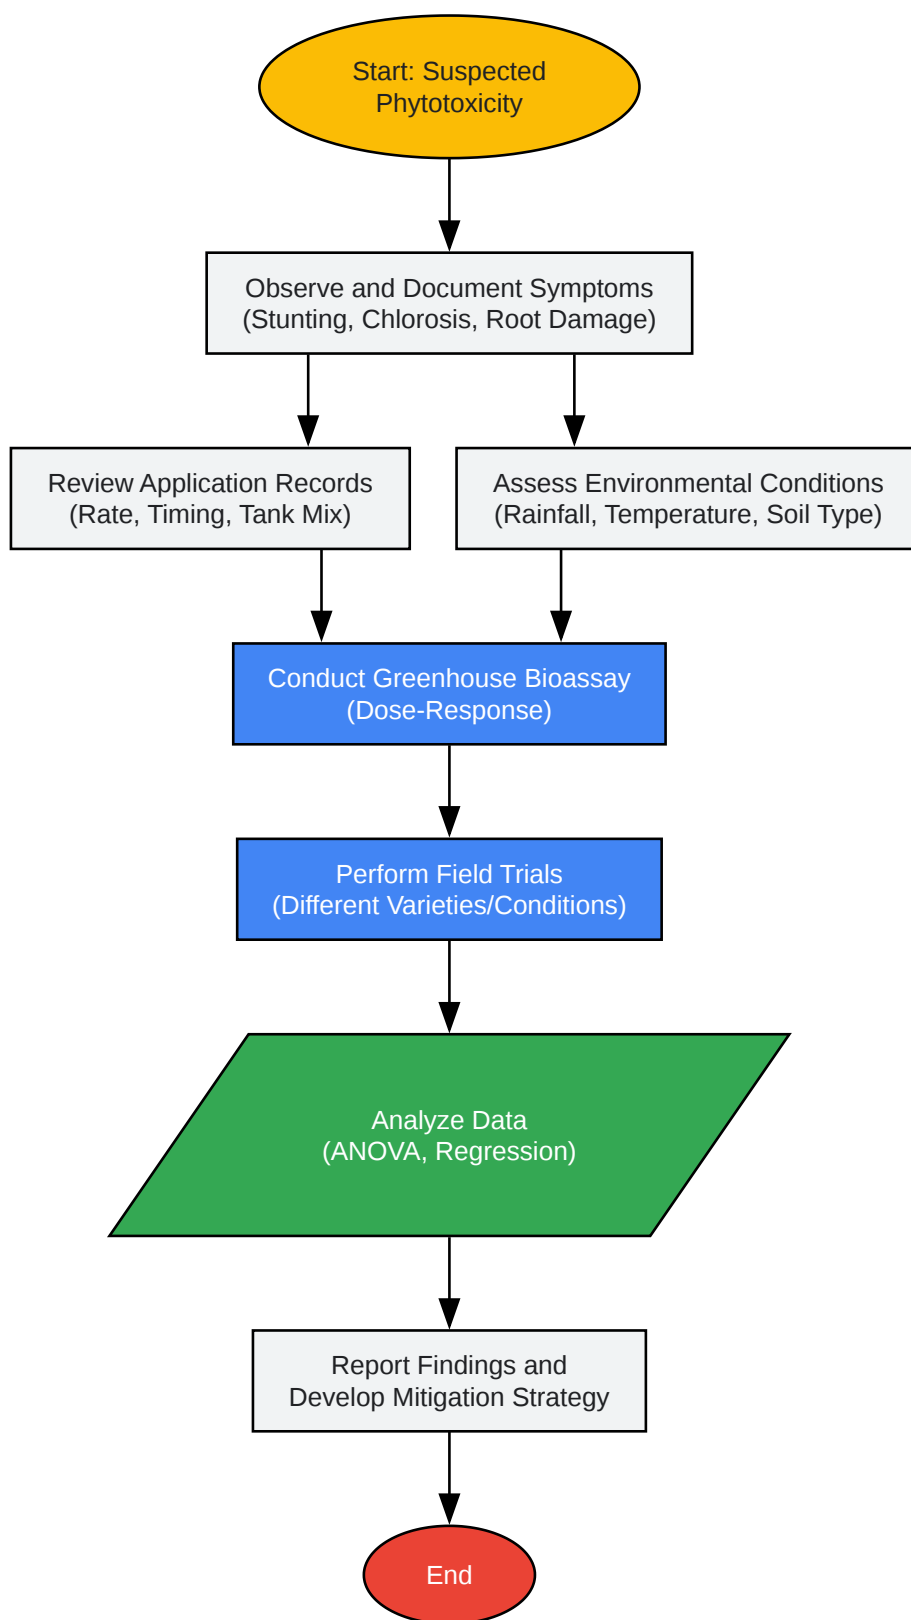 Start: Suspected
Phytotoxicity
Observe and Document Symptoms
(Stunting, Chlorosis, Root Damage)
Review Application Records
(Rate, Timing, Tank Mix)
Assess Environmental Conditions
(Rainfall, Temperature, Soil Type)
Conduct Greenhouse Bioassay
(Dose-Response)
Perform Field Trials
(Different Varieties/Conditions)
Analyze Data
(ANOVA, Regression)
Report Findings and
Develop Mitigation Strategy
End